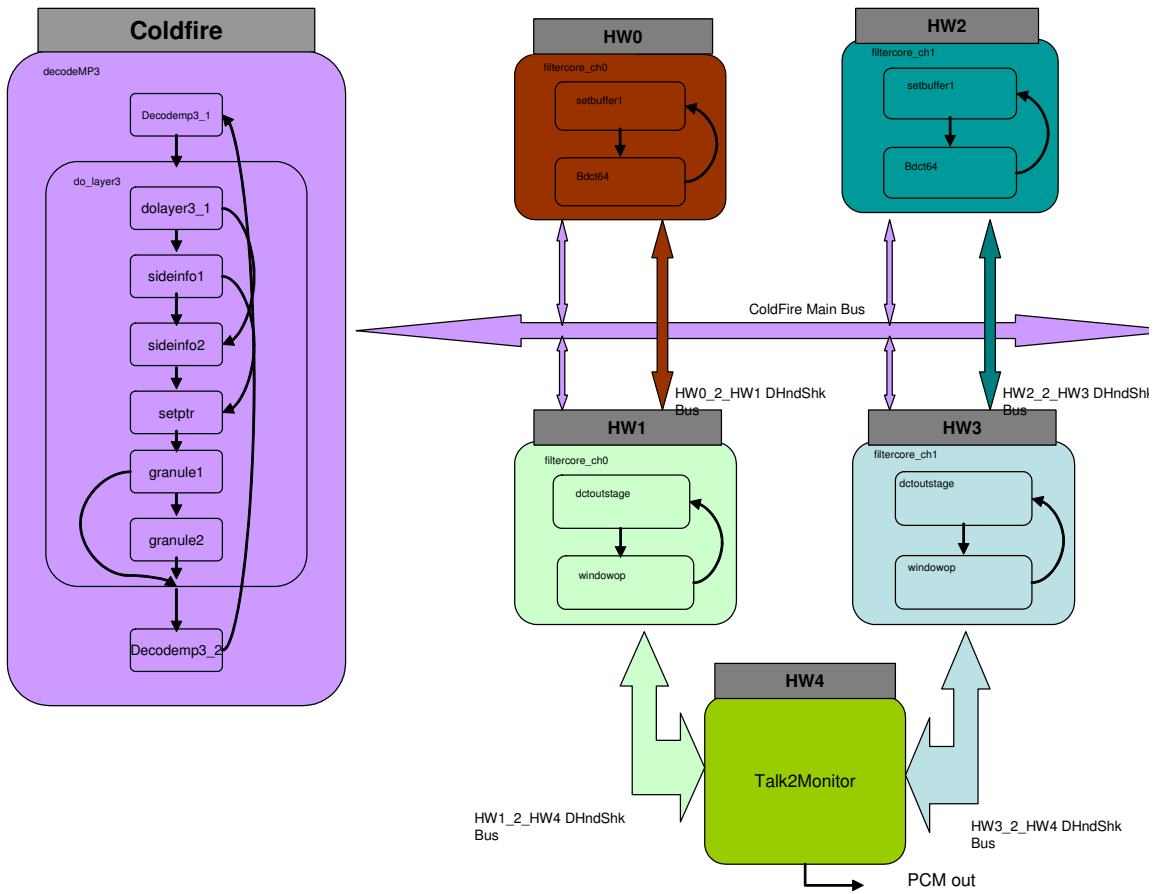 Coldfire
decodeMP3
Decodemp3_1
do_layer3
dolayer3_1
sideinfo1
sideinfo2
setptr
granule1
granule2
Decodemp3_2
HW0
filtercore_ch0
setbuffer1
Bdct64
HW2
filtercore_ch1
setbuffer1
Bdct64
ColdFire Main Bus
HW0_2_HW1 DHndShk
Bus
HW2_2_HW3 DHndShk
Bus
HW1
filtercore_ch0
dctoutstage
windowop
HW3
filtercore_ch1
dctoutstage
windowop
HW4
Talk2Monitor
HW1_2_HW4 DHndShk
Bus
HW3_2_HW4 DHndShk
Bus
PCM out